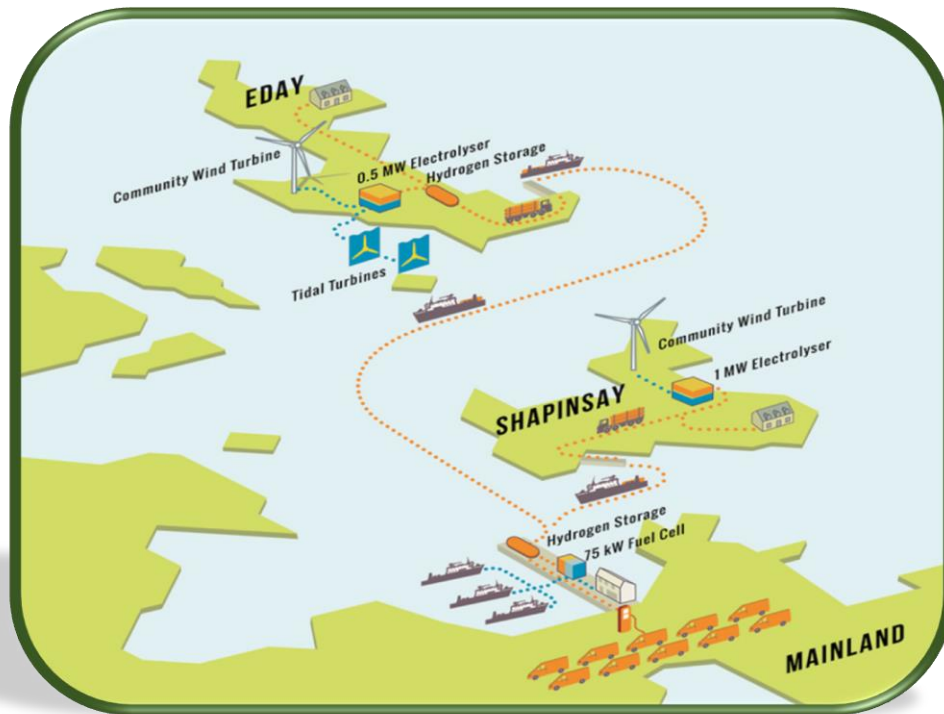 EDAY
Community Wind Turbine
0.5 MW Electrolyser
Hydrogen Storage
Tidal Turbines
Community Wind Turbine
1 MW Electrolyser
SHAPINSAY
Hydrogen Storage
75 kW Fuel Cell
MAINLAND